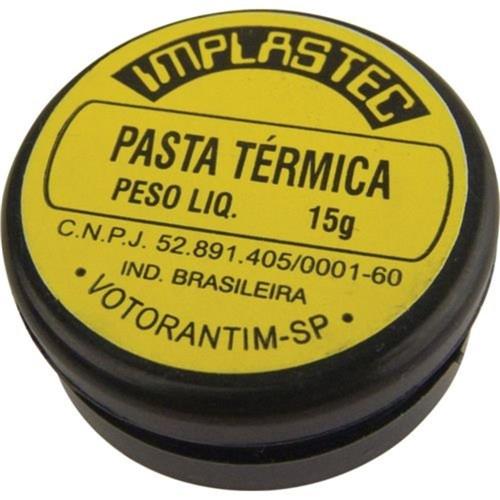 IMPLASTEC
PASTA TÉRMICA
PESO LIQ. 15g
C.N.P.J. 52.891.405/0001-60
IND. BRASILEIRA
• VOTORANTIM-SP •